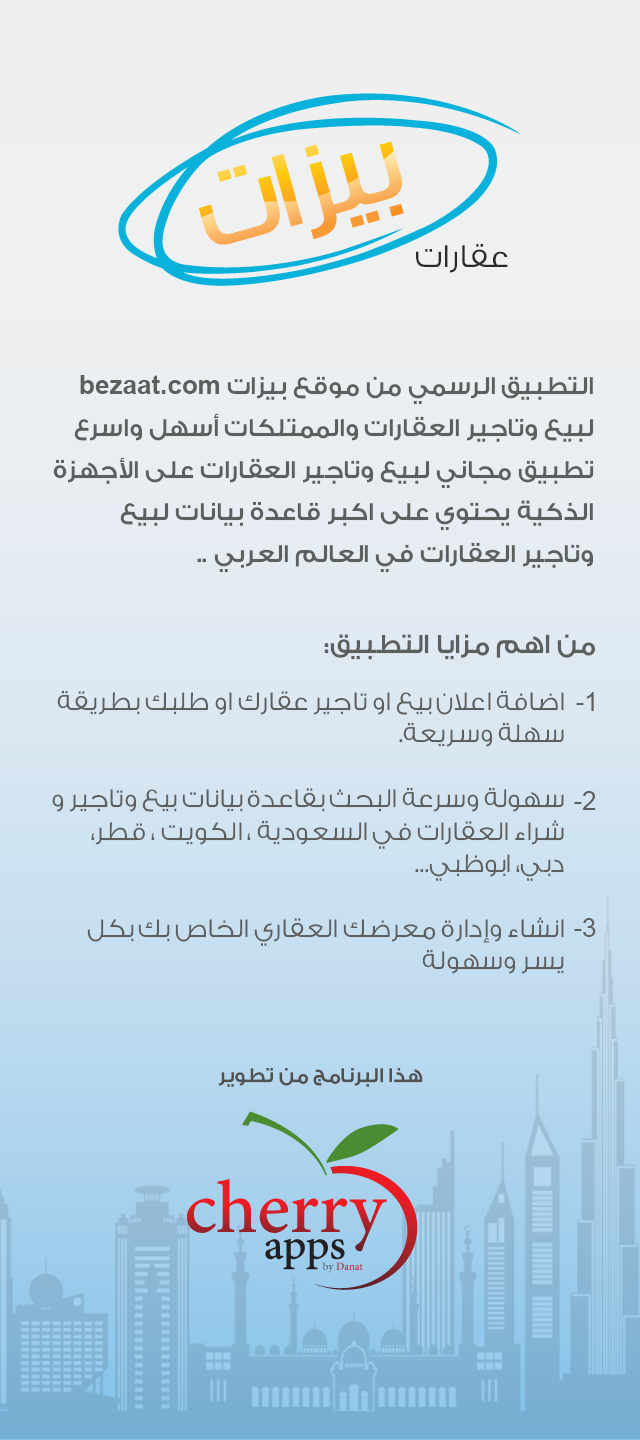 بيزات
عقارات
التطبيق الرسمي من موقع بيزات bezaat.com
لبيع وتاجير العقارات والممتلكات أسهل واسرع
تطبيق مجاني لبيع وتاجير العقارات على الأجهزة
الذكية يحتوي على اكبر قاعدة بيانات لبيع
وتاجير العقارات في العالم العربي ..
من اهم مزايا التطبيق:
1- اضافة اعلان بيع او تاجير عقارك او طلبك بطريقة
سهلة وسريعة.
2- سهولة وسرعة البحث بقاعدة بيانات بيع وتاجير و
شراء العقارات في السعودية ، الكويت ، قطر،
دبي، ابوظبي...
3- انشاء وإدارة معرضك العقاري الخاص بك بكل
يسر وسهولة
هذا البرنامج من تطوير
cherry
apps
by Danat